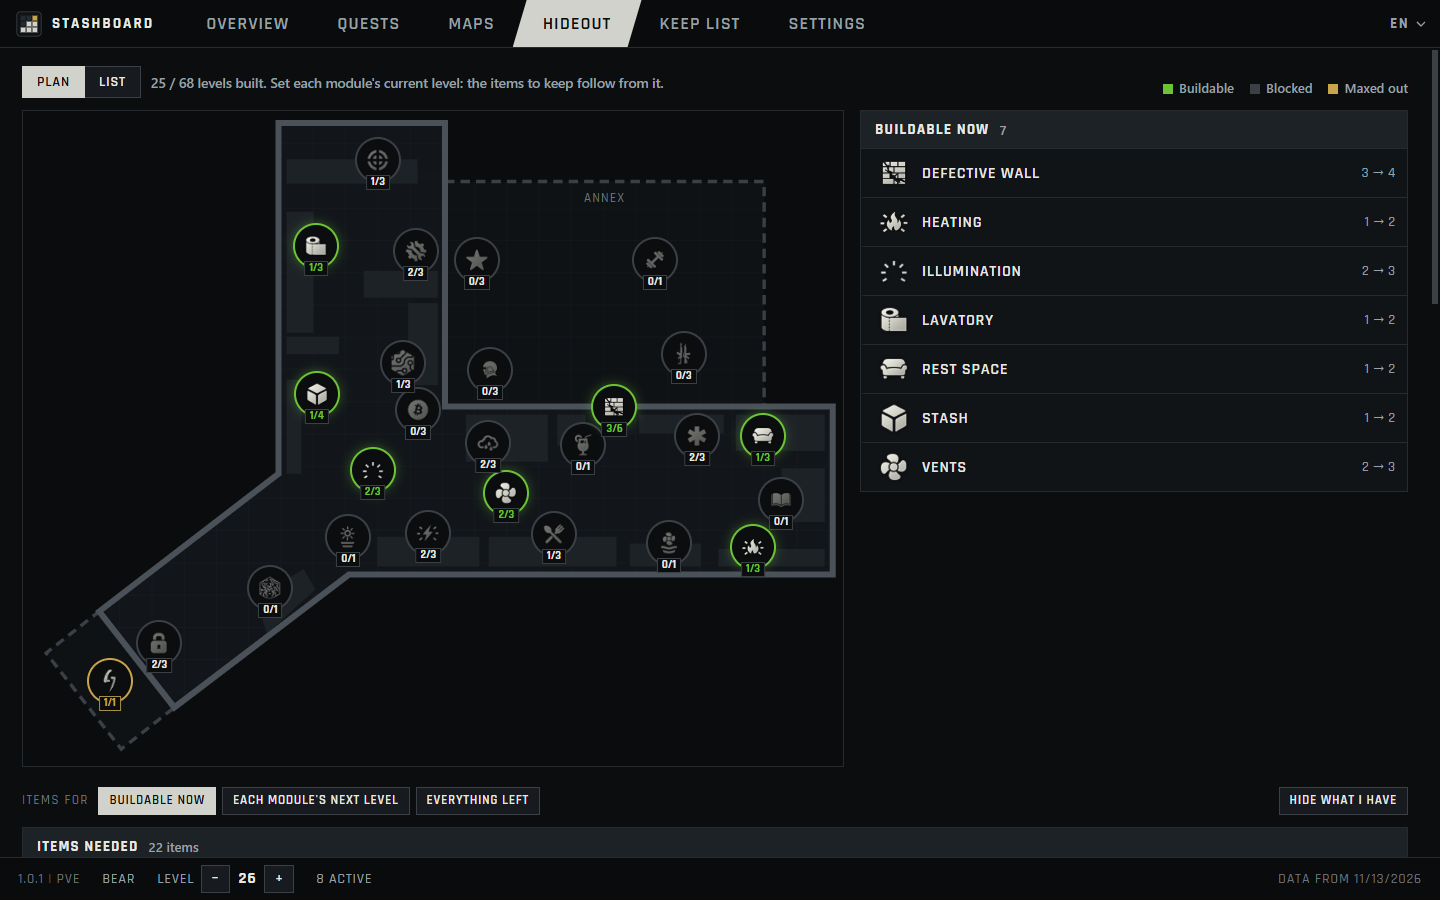 STASHBOARD
OVERVIEW
QUESTS
MAPS
HIDEOUT
KEEP LIST
SETTINGS
EN
PLAN
LIST
25 / 68 levels built. Set each module's current level: the items to keep follow from it.
Buildable
Blocked
Maxed out
1/3
ANNEX
1/3
2/3
0/3
0/1
1/3
0/3
0/3
1/4
0/3
3/6
2/3
0/1
2/3
1/3
2/3
2/3
0/1
0/1
2/3
1/3
0/1
1/3
0/1
2/3
1/1
BUILDABLE NOW 7
DEFECTIVE WALL 3 → 4
HEATING 1 → 2
ILLUMINATION 2 → 3
LAVATORY 1 → 2
REST SPACE 1 → 2
STASH 1 → 2
VENTS 2 → 3
ITEMS FOR
BUILDABLE NOW
EACH MODULE'S NEXT LEVEL
EVERYTHING LEFT
HIDE WHAT I HAVE
ITEMS NEEDED 22 items
1.0.1 | PVE
BEAR
LEVEL - 26 +
8 ACTIVE
DATA FROM 11/13/2026